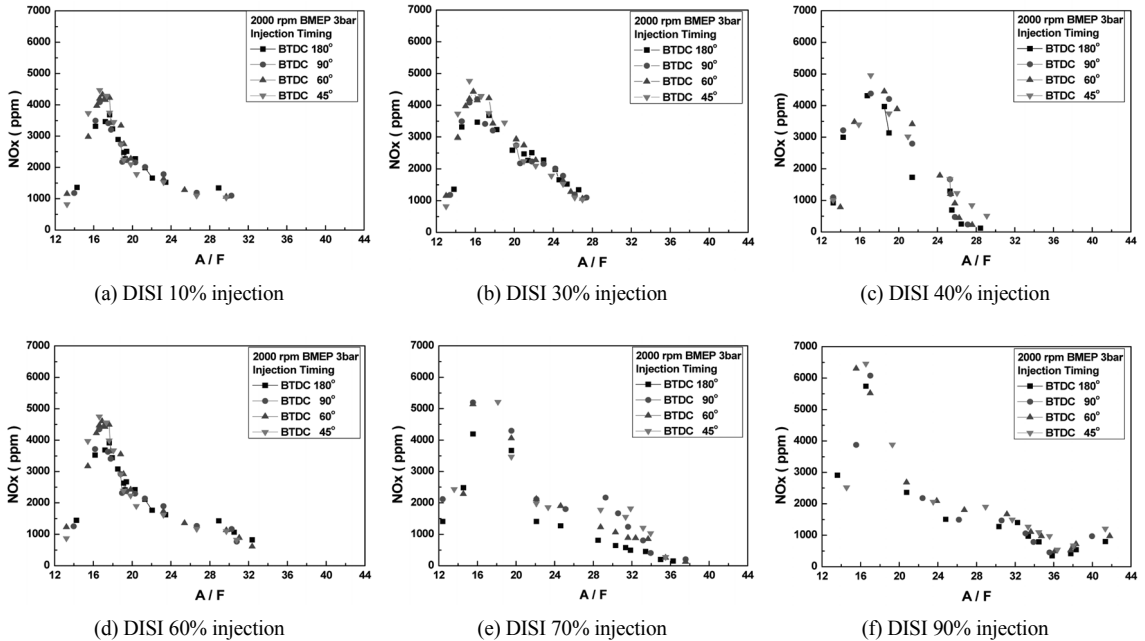 7000
6000
5000
4000
3000
2000
1000
0
NOx ( ppm )
2000 rpm BMEP 3bar
Injection Timing
BTDC 180°
BTDC 90°
BTDC 60°
BTDC 45°
12 16 20 24 28 32 36 40 44
A / F
(a) DISI 10% injection
7000
6000
5000
4000
3000
2000
1000
0
NOx ( ppm )
2000 rpm BMEP 3bar
Injection Timing
BTDC 180°
BTDC 90°
BTDC 60°
BTDC 45°
12 16 20 24 28 32 36 40 44
A / F
(b) DISI 30% injection
7000
6000
5000
4000
3000
2000
1000
0
NOx ( ppm )
2000 rpm BMEP 3bar
Injection Timing
BTDC 180°
BTDC 90°
BTDC 60°
BTDC 45°
12 16 20 24 28 32 36 40 44
A / F
(c) DISI 40% injection
7000
6000
5000
4000
3000
2000
1000
0
NOx ( ppm )
2000 rpm BMEP 3bar
Injection Timing
BTDC 180°
BTDC 90°
BTDC 60°
BTDC 45°
12 16 20 24 28 32 36 40 44
A / F
(d) DISI 60% injection
7000
6000
5000
4000
3000
2000
1000
0
NOx ( ppm )
2000 rpm BMEP 3bar
Injection Timing
BTDC 180°
BTDC 90°
BTDC 60°
BTDC 45°
12 16 20 24 28 32 36 40 44
A / F
(e) DISI 70% injection
7000
6000
5000
4000
3000
2000
1000
0
NOx ( ppm )
2000 rpm BMEP 3bar
Injection Timing
BTDC 180°
BTDC 90°
BTDC 60°
BTDC 45°
12 16 20 24 28 32 36 40 44
A / F
(f) DISI 90% injection